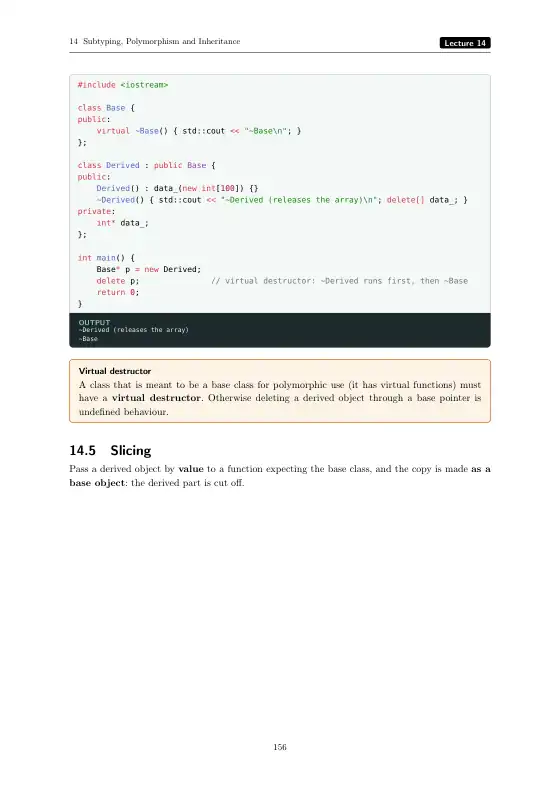 14 Subtyping, Polymorphism and Inheritance
Lecture 14
#include <iostream>
class Base {
public:
    virtual ~Base() { std::cout << "~Base\n"; }
};
class Derived : public Base {
public:
    Derived() : data_(new int[100]) {}
    ~Derived() { std::cout << "~Derived (releases the array)\n"; delete[] data_; }
private:
    int* data_;
};
int main() {
    Base* p = new Derived;
    delete p;               // virtual destructor: ~Derived runs first, then ~Base
    return 0;
}
OUTPUT
~Derived (releases the array)
~Base
Virtual destructor
A class that is meant to be a base class for polymorphic use (it has virtual functions) must
have a virtual destructor. Otherwise deleting a derived object through a base pointer is
undefined behaviour.
14.5 Slicing
Pass a derived object by value to a function expecting the base class, and the copy is made as a
base object: the derived part is cut off.
156